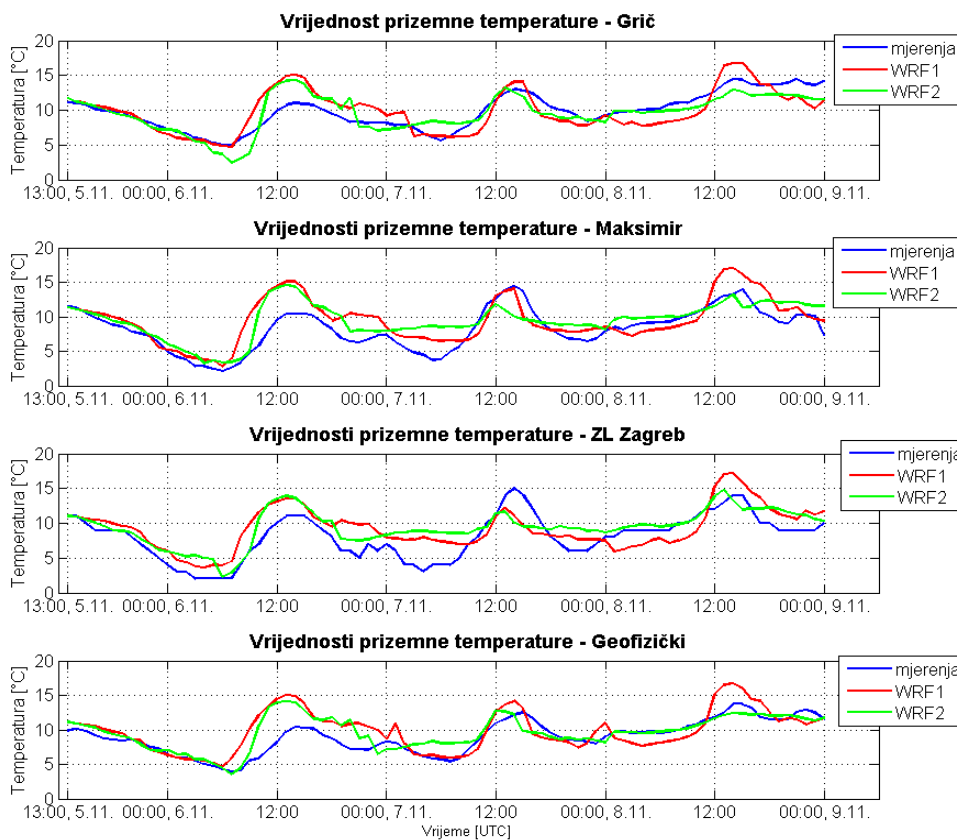 Vrijednost prizemne temperature - Grič
Temperatura [°C]
20
15
10
5
0
13:00, 5.11.
00:00, 6.11.
12:00
00:00, 7.11.
12:00
00:00, 8.11.
12:00
00:00, 9.11.
mjerenja
WRF1
WRF2
Vrijednosti prizemne temperature - Maksimir
Temperatura [°C]
20
15
10
5
0
13:00, 5.11.
00:00, 6.11.
12:00
00:00, 7.11.
12:00
00:00, 8.11.
12:00
00:00, 9.11.
mjerenja
WRF1
WRF2
Vrijednosti prizemne temperature - ZL Zagreb
Temperatura [°C]
20
15
10
5
0
13:00, 5.11.
00:00, 6.11.
12:00
00:00, 7.11.
12:00
00:00, 8.11.
12:00
00:00, 9.11.
mjerenja
WRF1
WRF2
Vrijednosti prizemne temperature - Geofizički
Temperatura [°C]
20
15
10
5
0
13:00, 5.11.
00:00, 6.11.
12:00
00:00, 7.11.
12:00
00:00, 8.11.
12:00
00:00, 9.11.
mjerenja
WRF1
WRF2
Vrijeme [UTC]